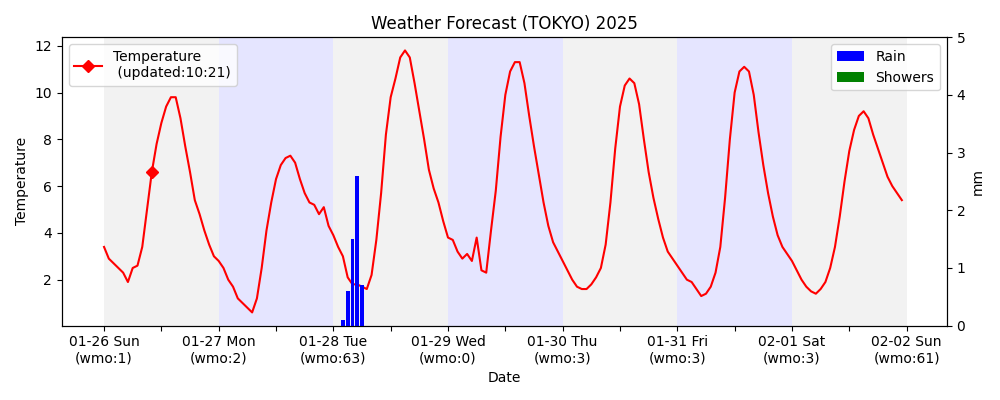 Weather Forecast (TOKYO) 2025
Temperature
(updated:10:21)
Rain
Showers
Temperature
12
10
8
6
4
2
5
4
3
2
1
0
mm
01-26 Sun
(wmo:1)
01-27 Mon
(wmo:2)
01-28 Tue
(wmo:63)
01-29 Wed
(wmo:0)
01-30 Thu
(wmo:3)
01-31 Fri
(wmo:3)
02-01 Sat
(wmo:3)
02-02 Sun
(wmo:61)
Date